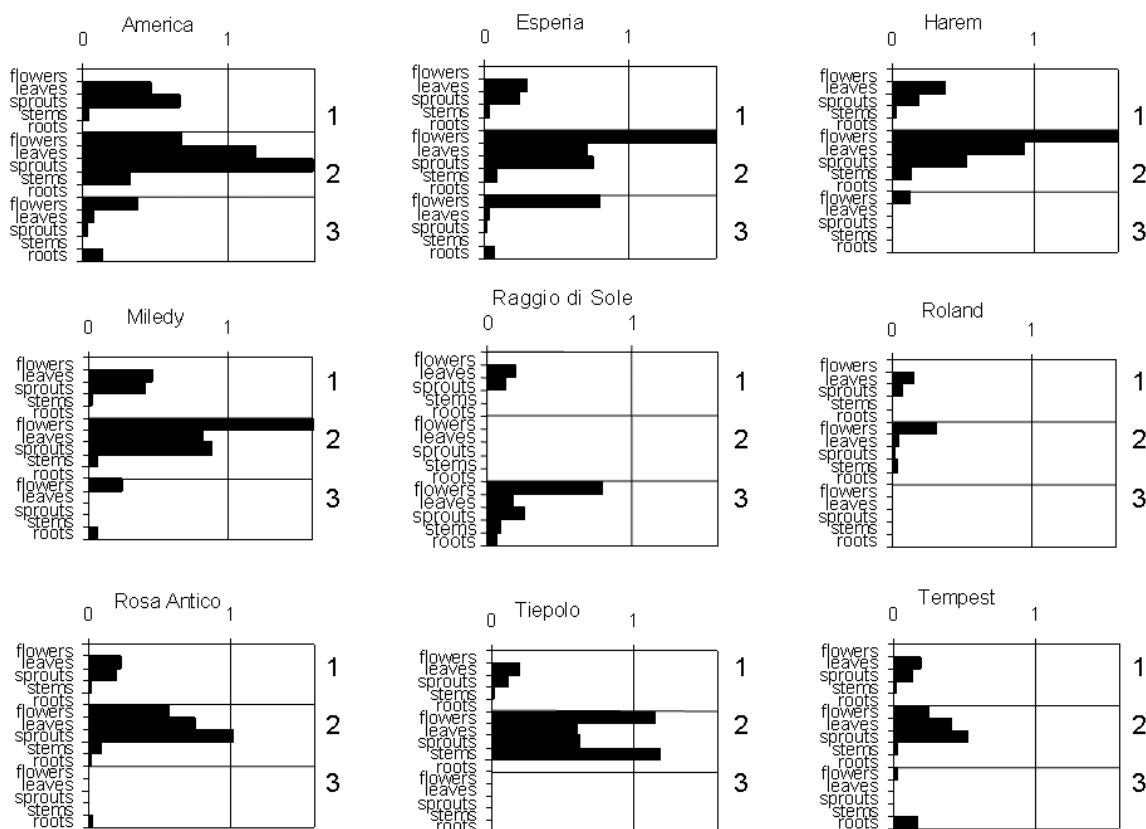 America
0 1
flowers
leaves
sprouts
stems
roots
1
flowers
leaves
sprouts
stems
roots
2
flowers
leaves
sprouts
stems
roots
3
Esperia
0 1
flowers
leaves
sprouts
stems
roots
1
flowers
leaves
sprouts
stems
roots
2
flowers
leaves
sprouts
stems
roots
3
Harem
0 1
flowers
leaves
sprouts
stems
roots
1
flowers
leaves
sprouts
stems
roots
2
flowers
leaves
sprouts
stems
roots
3
Miledy
0 1
flowers
leaves
sprouts
stems
roots
1
flowers
leaves
sprouts
stems
roots
2
flowers
leaves
sprouts
stems
roots
3
Raggio di Sole
0 1
flowers
leaves
sprouts
stems
roots
1
flowers
leaves
sprouts
stems
roots
2
flowers
leaves
sprouts
stems
roots
3
Roland
0 1
flowers
leaves
sprouts
stems
roots
1
flowers
leaves
sprouts
stems
roots
2
flowers
leaves
sprouts
stems
roots
3
Rosa Antico
0 1
flowers
leaves
sprouts
stems
roots
1
flowers
leaves
sprouts
stems
roots
2
flowers
leaves
sprouts
stems
roots
3
Tiepolo
0 1
flowers
leaves
sprouts
stems
roots
1
flowers
leaves
sprouts
stems
roots
2
flowers
leaves
sprouts
stems
roots
3
Tempest
0 1
flowers
leaves
sprouts
stems
roots
1
flowers
leaves
sprouts
stems
roots
2
flowers
leaves
sprouts
stems
roots
3